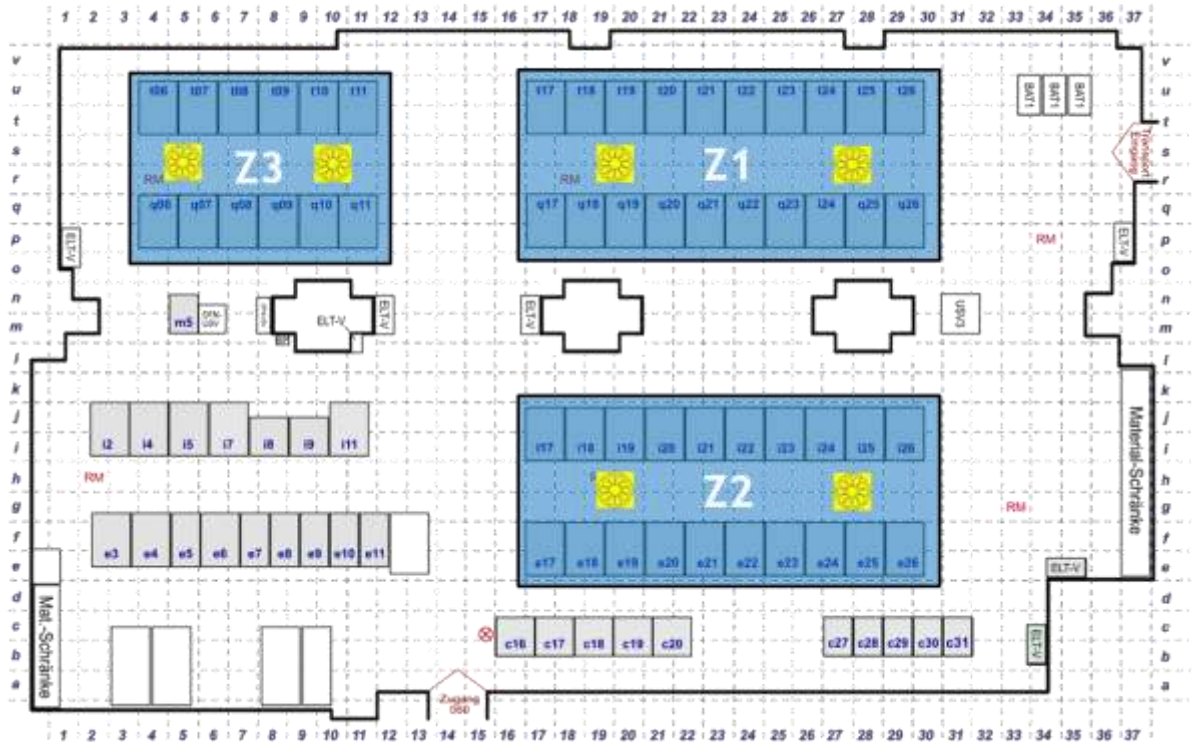 1 2 3 4 5 6 7 8 9 10 11 12 13 14 15 16 17 18 19 20 21 22 23 24 25 26 27 28 29 30 31 32 33 34 35 36 37
v v
u t06 t07 t08 t09 t10 t11 t17 t18 t19 t20 t21 t22 t23 t24 t25 t26 BAT1 BAT1 BAT1 u
t t
s Z3 Z1 Transport Eingang s
r RM RM r
q q06 q07 q08 q09 q10 q11 q17 q18 q19 q20 q21 q22 q23 i24 q25 q26 q
p ELT-V RM ELT-V p
o o
n ELT-V ELT-V USV3 n
m m5 USV ELT-V m
l l
k k
j Material-Schränke j
i i2 i4 i5 i7 i8 i9 i11 i17 i18 i19 i20 i21 i22 i23 i24 i25 i26 i
h RM Z2 h
g RM g
f e3 e4 e5 e6 e7 e8 e9 e10 e11 f
e e17 e18 e19 e20 e21 e22 e23 e24 e25 e26 ELT-V e
d Mat.-Schränke d
c c16 c17 c18 c19 c20 c27 c28 c29 c30 c31 ELT-V c
b b
a Zugang a
1 2 3 4 5 6 7 8 9 10 11 12 13 14 15 16 17 18 19 20 21 22 23 24 25 26 27 28 29 30 31 32 33 34 35 36 37